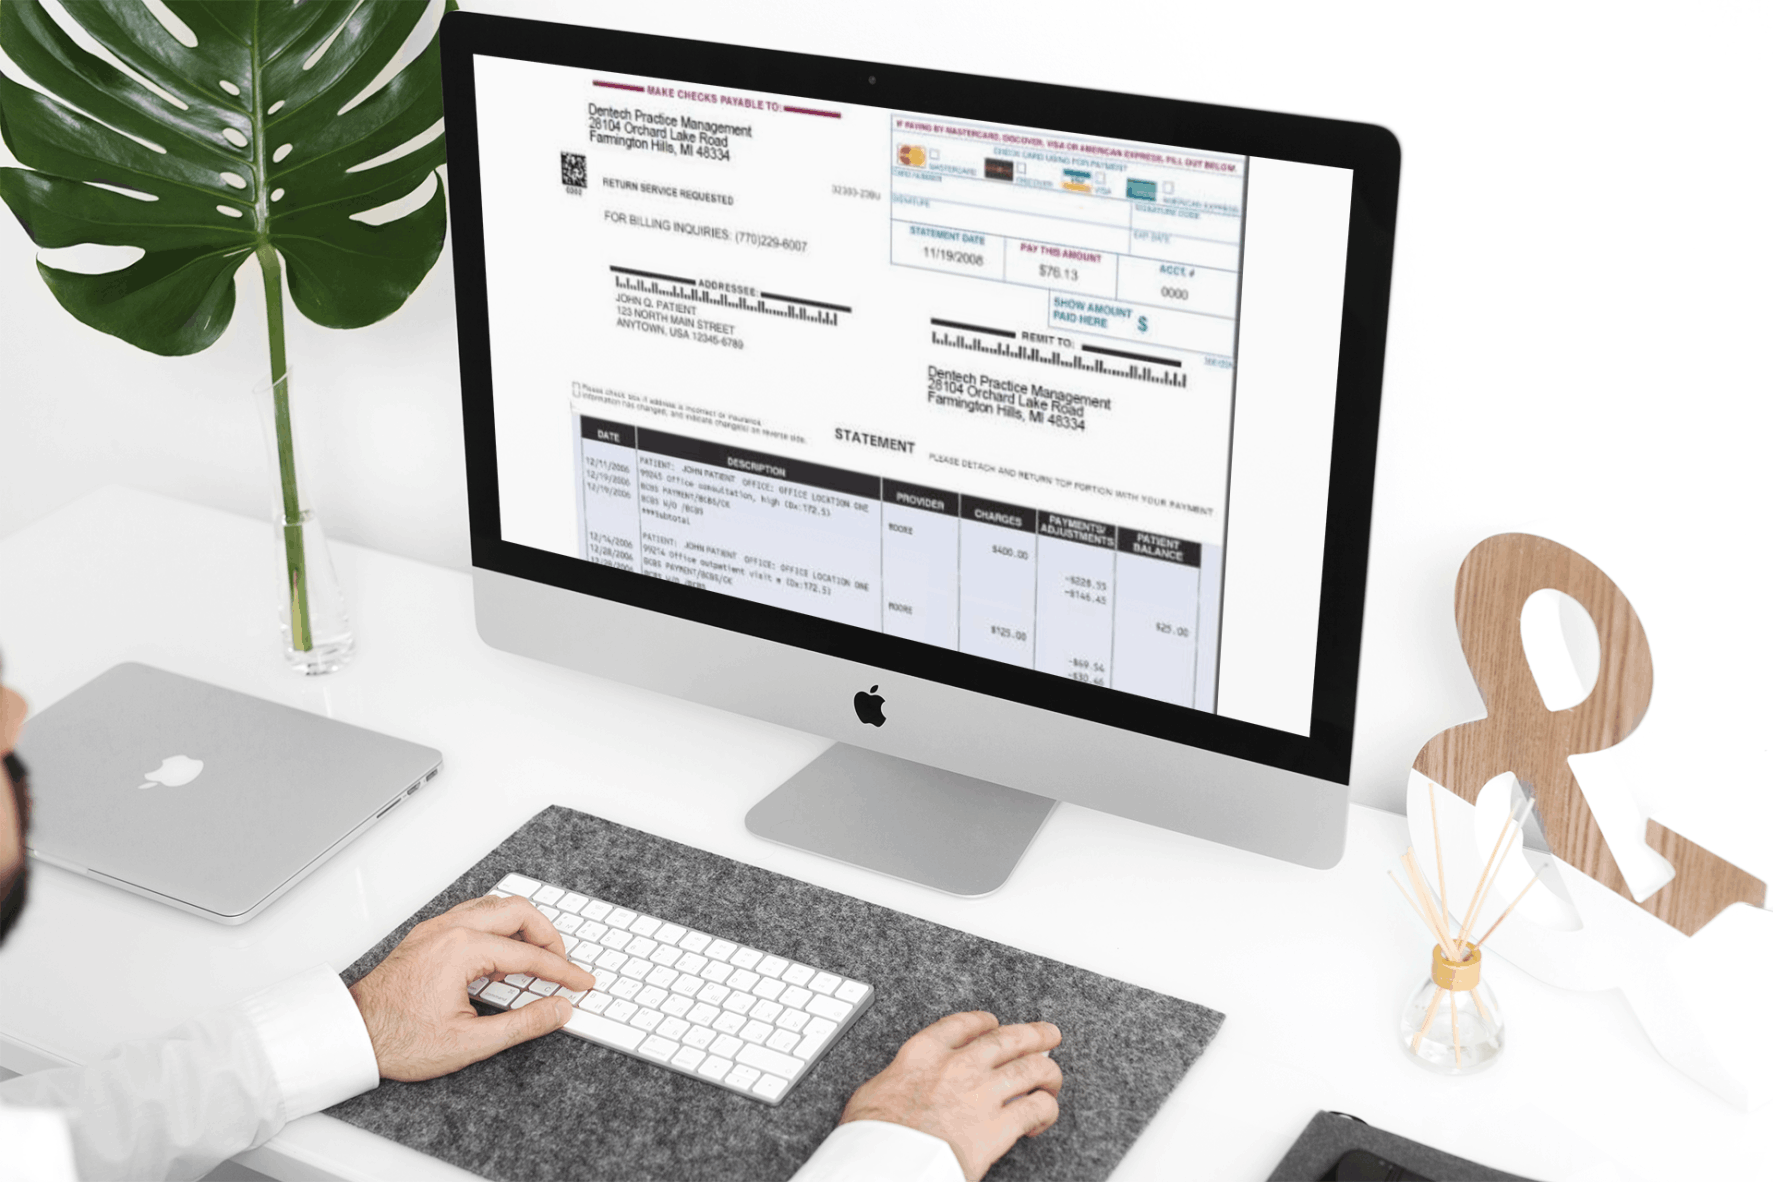 MAKE CHECKS PAYABLE TO:
Dentech Practice Management
28104 Orchard Lake Road
Farmington Hills, MI 48334
0000
RETURN SERVICE REQUESTED
FOR BILLING INQUIRIES: (770)229-6007
IF PAYING BY MASTERCARD, DISCOVER, VISA OR AMERICAN EXPRESS, FILL OUT BELOW.
CHECK CARD USING FOR PAYMENT
MASTERCARD
DISCOVER
VISA
AMERICAN EXPRESS
CARD NUMBER
SIGNATURE CODE
SIGNATURE
EXP. DATE
STATEMENT DATE
PAY THIS AMOUNT
ACCT. #
11/19/2008
$76.13
0000
SHOW AMOUNT
PAID HERE $
ADDRESSEE:
JOHN Q. PATIENT
123 NORTH MAIN STREET
ANYTOWN, USA 12345-6789
REMIT TO:
Dentech Practice Management
28104 Orchard Lake Road
Farmington Hills, MI 48334
Please check box if address is incorrect or insurance
information has changed, and indicate change(s) on reverse side.
STATEMENT
PLEASE DETACH AND RETURN TOP PORTION WITH YOUR PAYMENT
DATE DESCRIPTION PROVIDER CHARGES PAYMENTS/ ADJUSTMENTS PATIENT BALANCE
PATIENT: JOHN PATIENT OFFICE: OFFICE LOCATION ONE
12/11/2006 99245 Office consultation, high (Dx:172.5) MOORE $400.00
12/19/2006 BCBS PAYMENT/BCBS/CK -$228.55
12/19/2006 BCBS W/O /BCBS -$146.45
***Subtotal $25.00
PATIENT: JOHN PATIENT OFFICE: OFFICE LOCATION ONE
12/14/2006 99214 Office outpatient visit e (Dx:172.5) MOORE $125.00
12/28/2006 BCBS PAYMENT/BCBS/CK -$69.54
12/28/2006 BCBS W/O /BCBS -$30.46
&